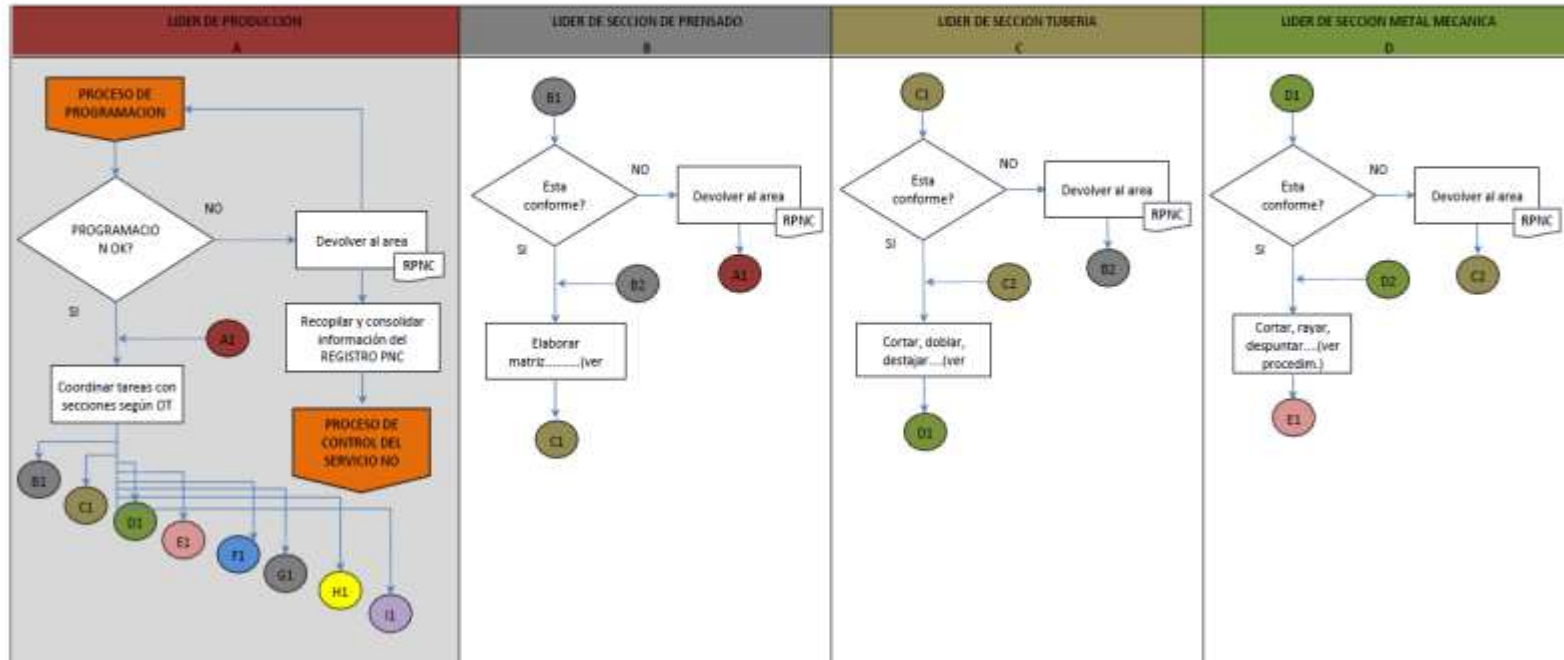 LIDER DE PRODUCCIÓN
A
PROCESO DE
PROGRAMACION
PROGRAMACIO
N OK?
NO
SI
Devolver al area
RPNC
Recopilar y consolidar
información del
REGISTRO PNC
PROCESO DE
CONTROL DEL
SERVICIO NO
A1
Coordinar tareas con
secciones según OT
B1
C1
D1
E1
F1
G1
H1
I1
LIDER DE SECCION DE PRENSADO
B
B1
Esta
conforme?
NO
SI
Devolver al area
RPNC
A1
B2
Elaborar
matriz..........(ver
C1
LIDER DE SECCION TUBERIA
C
C1
Esta
conforme?
NO
SI
Devolver al area
RPNC
B2
C2
Cortar, doblar,
destajar....(ver
D1
LIDER DE SECCION METAL MECANICA
D
D1
Esta
conforme?
NO
SI
Devolver al area
RPNC
C2
D2
Cortar, rayar,
despuntar....(ver
procedim.)
E1